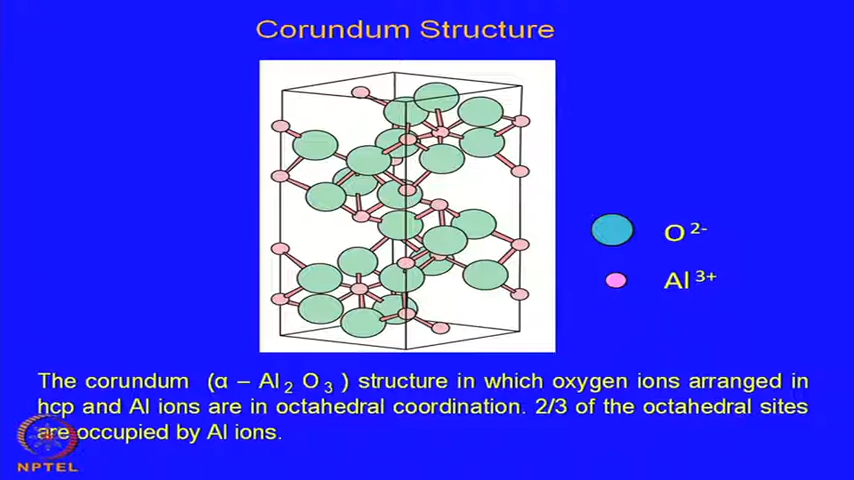 Corundum Structure
O 2-
Al 3+
The corundum (α – Al 2 O 3 ) structure in which oxygen ions arranged in
hcp and Al ions are in octahedral coordination. 2/3 of the octahedral sites
are occupied by Al ions.
NPTEL